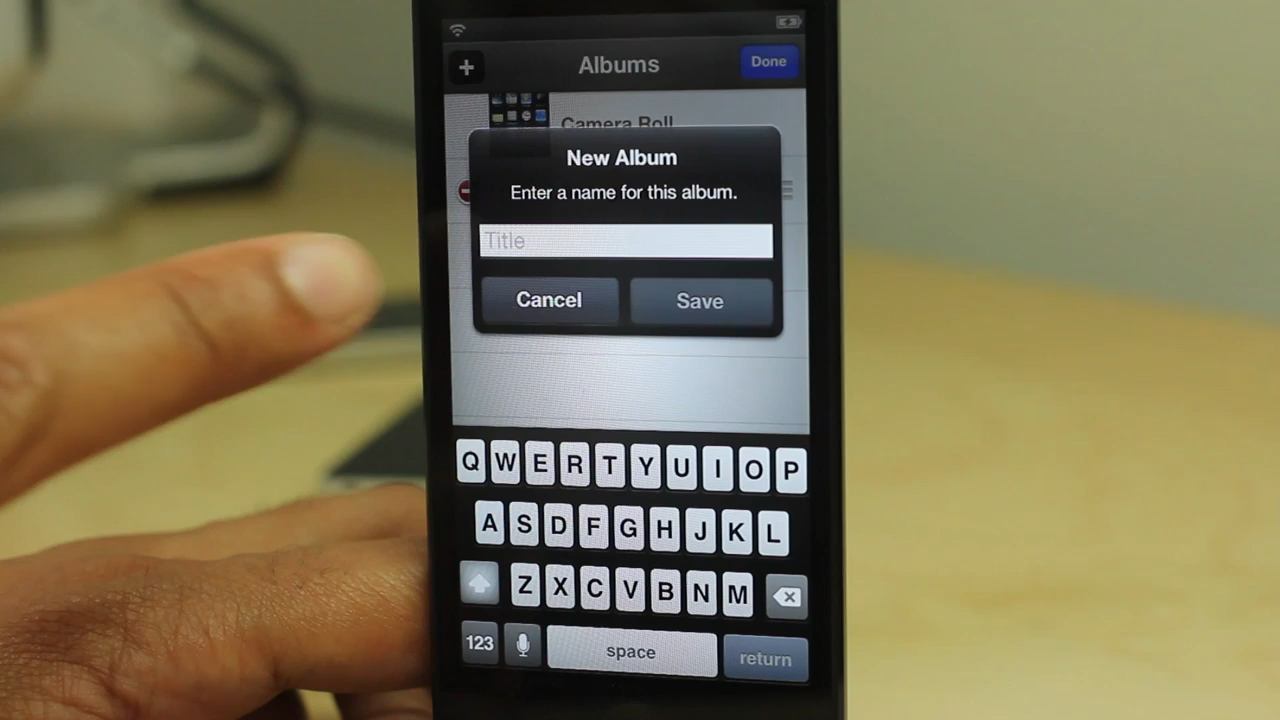 Albums
Done
Camera Roll
New Album
Enter a name for this album.
Title
Cancel
Save
Q W E R T Y U I O P
A S D F G H J K L
Z X C V B N M
123
space
return